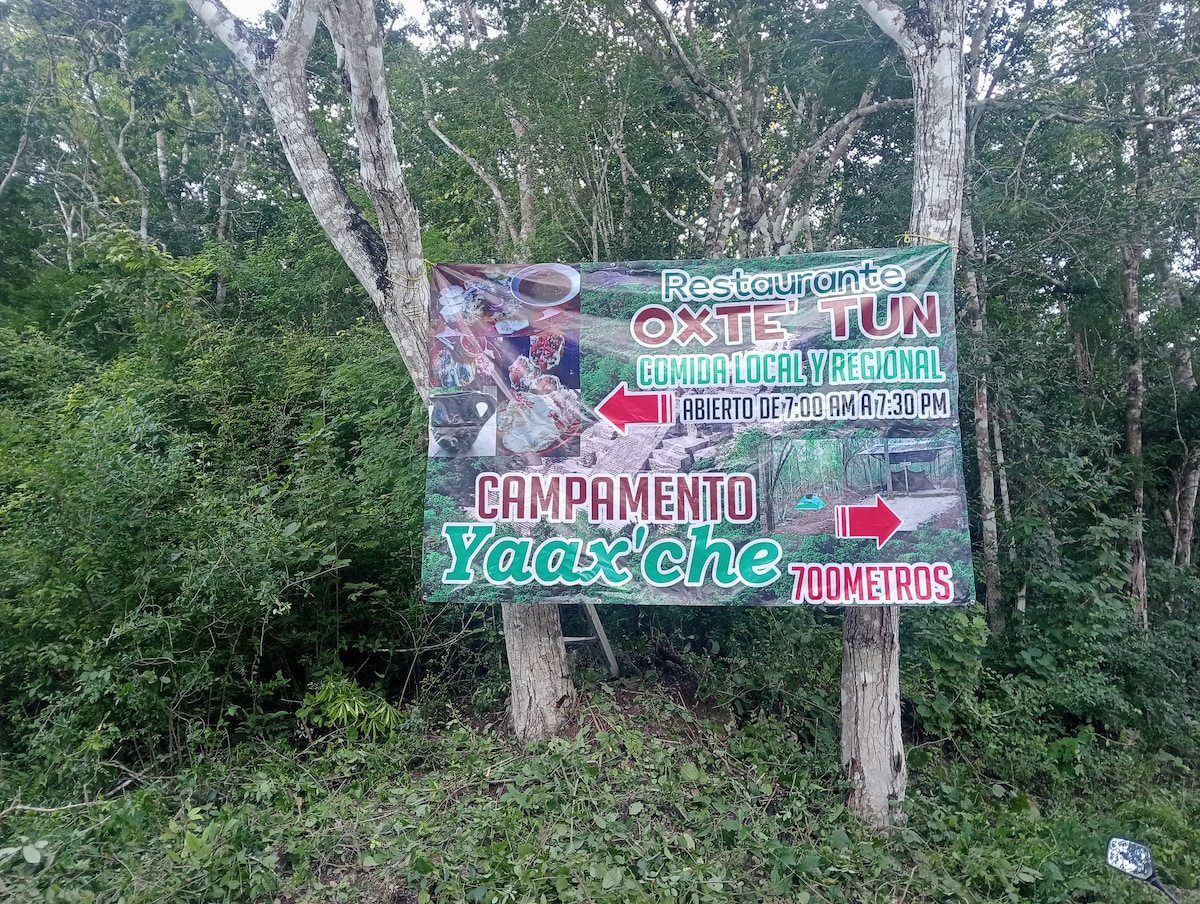 Restaurante
OXTE' TUN
COMIDA LOCAL Y REGIONAL
ABIERTO DE 7:00 AM A 7:30 PM
CAMPAMENTO
Yaax'che
700METROS